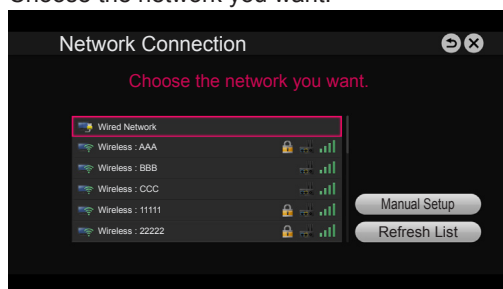 Choose the network you want.
Network Connection
Choose the network you want.
Wired Network
Wireless : AAA
Wireless : BBB
Wireless : CCC
Wireless : 11111
Wireless : 22222
Manual Setup
Refresh List